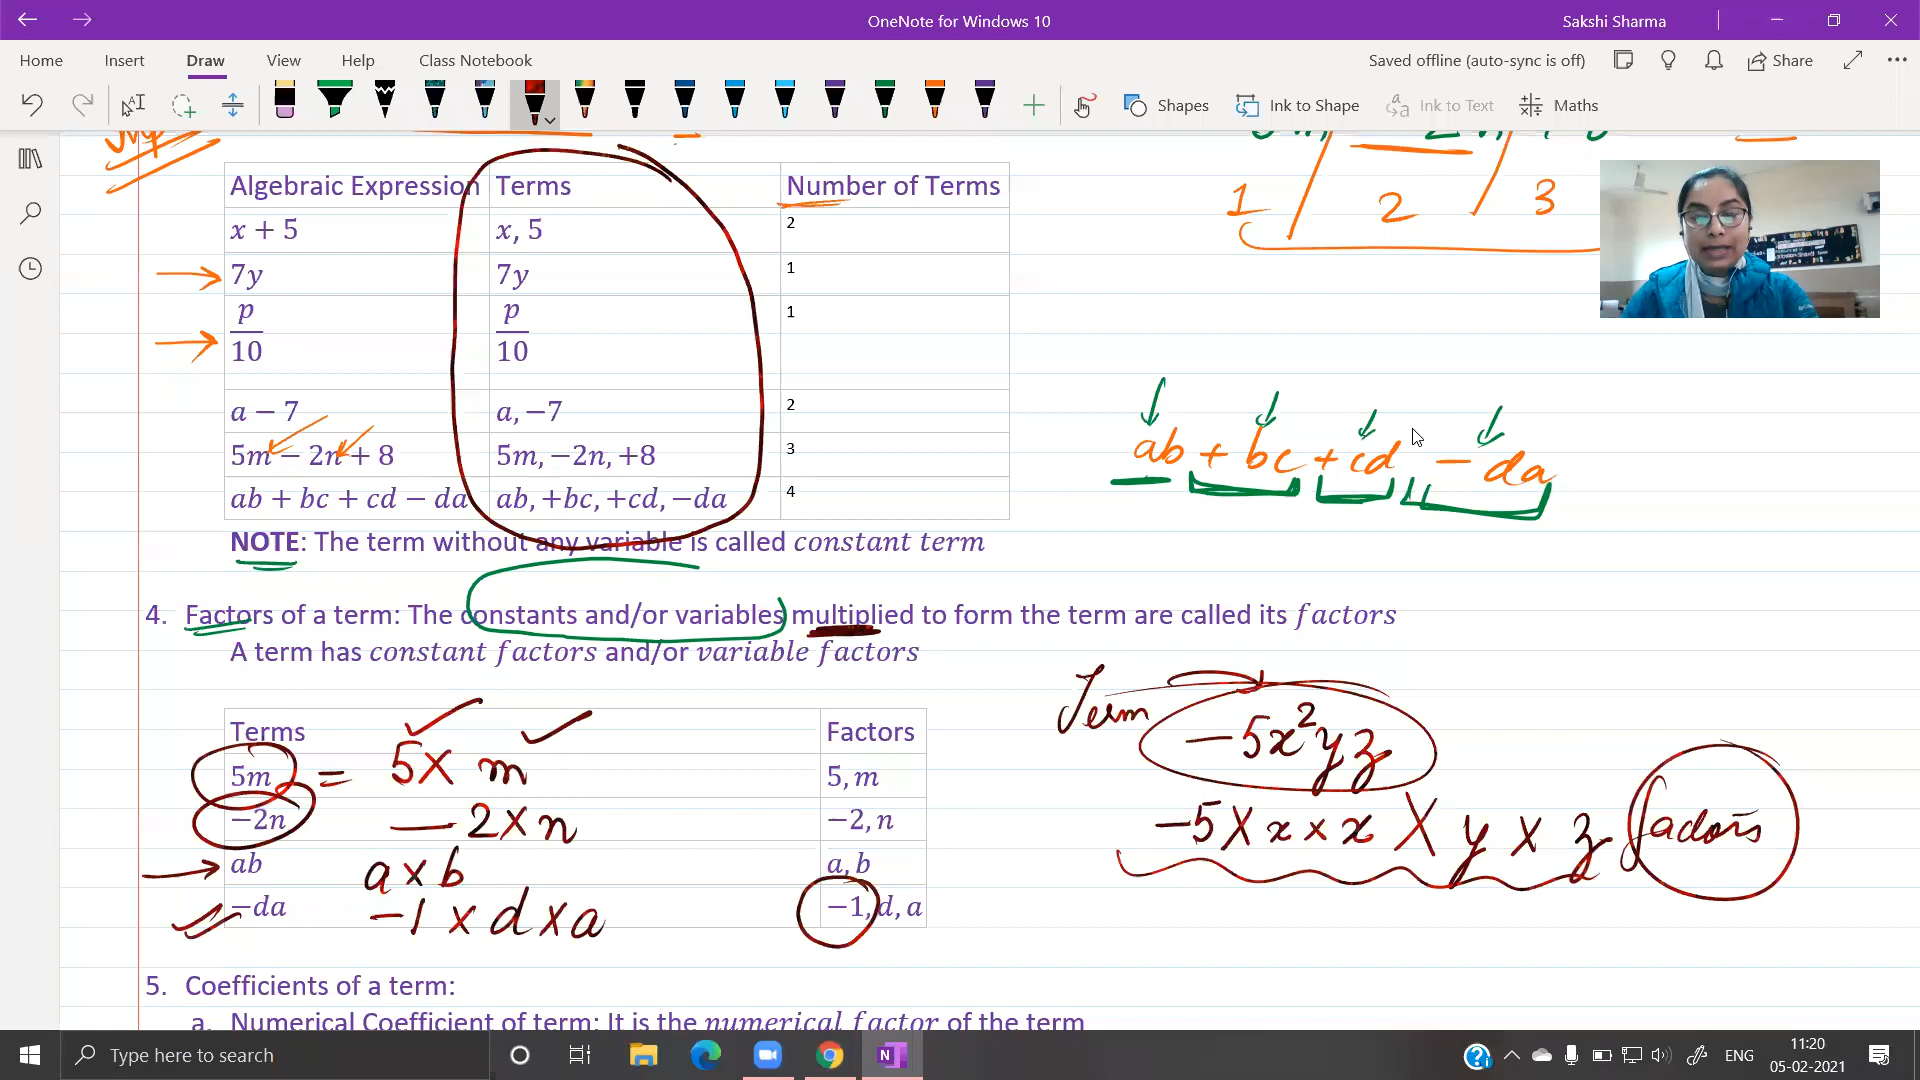 OneNote for Windows 10
Sakshi Sharma
Home Insert Draw View Help Class Notebook
Saved offline (auto-sync is off) Share
Shapes Ink to Shape Ink to Text Maths
1 2 3
Algebraic Expression Terms Number of Terms
x + 5 x, 5 2
7y 7y 1
p/10 p/10 1
a − 7 a, −7 2
5m − 2n + 8 5m, −2n, +8 3
ab + bc + cd − da ab, +bc, +cd, −da 4
ab + bc + cd − da
NOTE: The term without any variable is called constant term
4. Factors of a term: The constants and/or variables multiplied to form the term are called its factors
A term has constant factors and/or variable factors
Term −5x²yz
−5 × x × x × y × z factors
Terms Factors
5m = 5 × m 5, m
−2n −2 × n −2, n
ab a × b a, b
−da −1 × d × a −1, d, a
5. Coefficients of a term:
a. Numerical Coefficient of term: It is the numerical factor of the term
Type here to search
ENG
11:20
05-02-2021